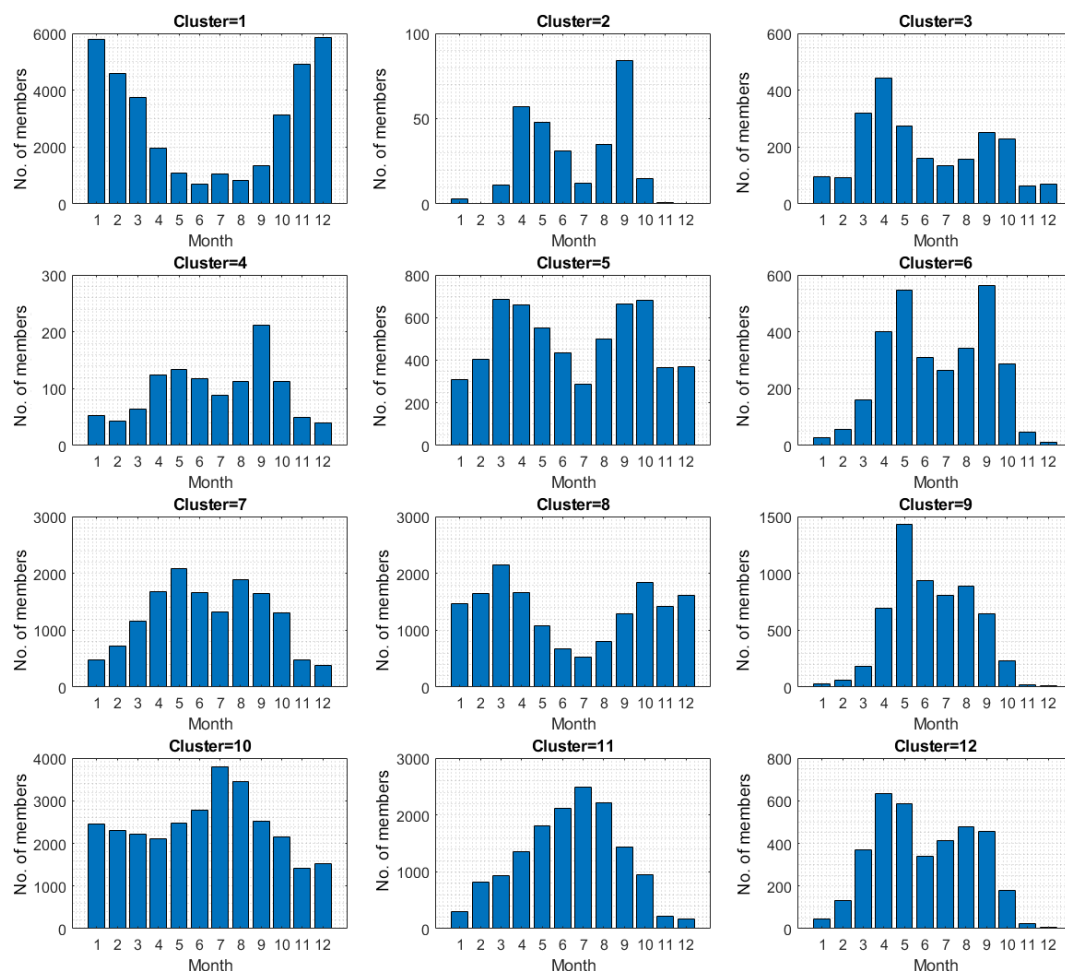 Cluster=1
6000
4000
2000
0
No. of members
1 2 3 4 5 6 7 8 9 10 11 12
Month
Cluster=2
100
50
0
No. of members
1 2 3 4 5 6 7 8 9 10 11 12
Month
Cluster=3
600
400
200
0
No. of members
1 2 3 4 5 6 7 8 9 10 11 12
Month
Cluster=4
300
200
100
0
No. of members
1 2 3 4 5 6 7 8 9 10 11 12
Month
Cluster=5
800
600
400
200
0
No. of members
1 2 3 4 5 6 7 8 9 10 11 12
Month
Cluster=6
600
400
200
0
No. of members
1 2 3 4 5 6 7 8 9 10 11 12
Month
Cluster=7
3000
2000
1000
0
No. of members
1 2 3 4 5 6 7 8 9 10 11 12
Month
Cluster=8
3000
2000
1000
0
No. of members
1 2 3 4 5 6 7 8 9 10 11 12
Month
Cluster=9
1500
1000
500
0
No. of members
1 2 3 4 5 6 7 8 9 10 11 12
Month
Cluster=10
4000
3000
2000
1000
0
No. of members
1 2 3 4 5 6 7 8 9 10 11 12
Month
Cluster=11
3000
2000
1000
0
No. of members
1 2 3 4 5 6 7 8 9 10 11 12
Month
Cluster=12
800
600
400
200
0
No. of members
1 2 3 4 5 6 7 8 9 10 11 12
Month